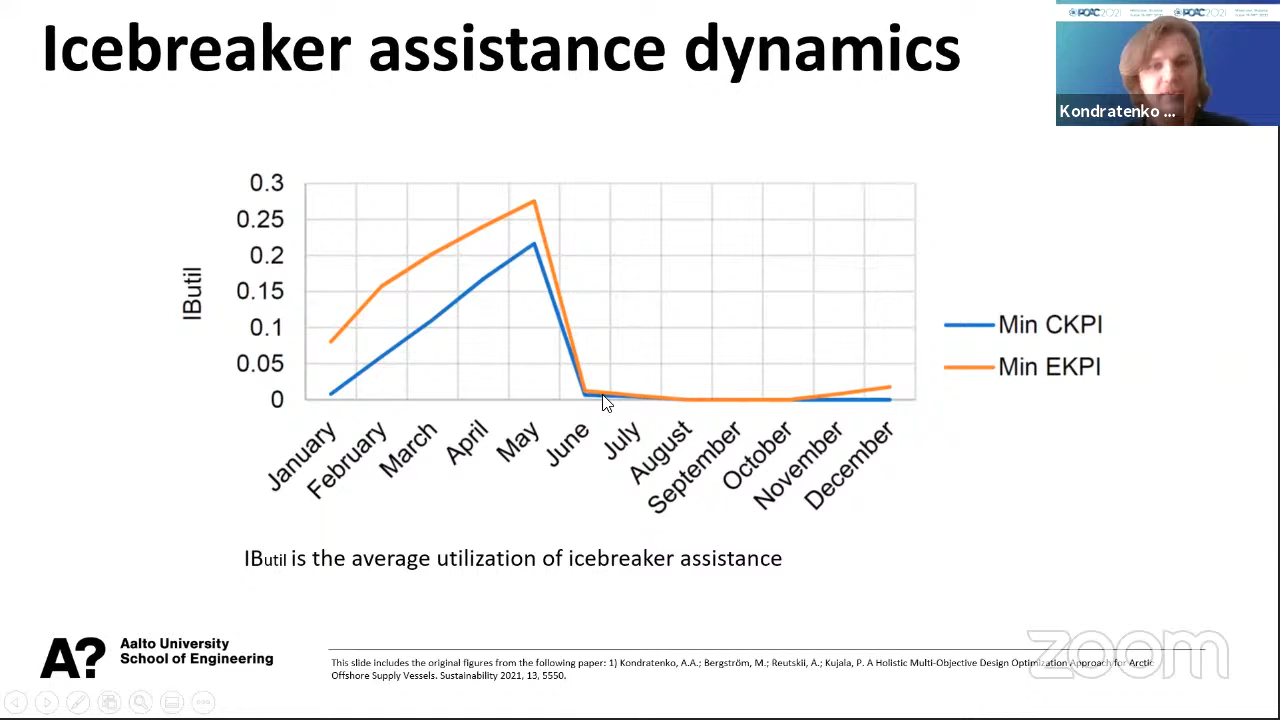 Icebreaker assistance dynamics
POAC2021
POAC2021
Kondratenko ...
0.3
0.25
0.2
0.15
0.1
0.05
0
IButil
January
February
March
April
May
June
July
August
September
October
November
December
Min CKPI
Min EKPI
IButil is the average utilization of icebreaker assistance
A?
Aalto University
School of Engineering
This slide includes the original figures from the following paper: 1) Kondratenko, A.A.; Bergström, M.; Reutskii, A.; Kujala, P. A Holistic Multi-Objective Design Optimization Approach for Arctic
Offshore Supply Vessels. Sustainability 2021, 13, 5550.
zoom